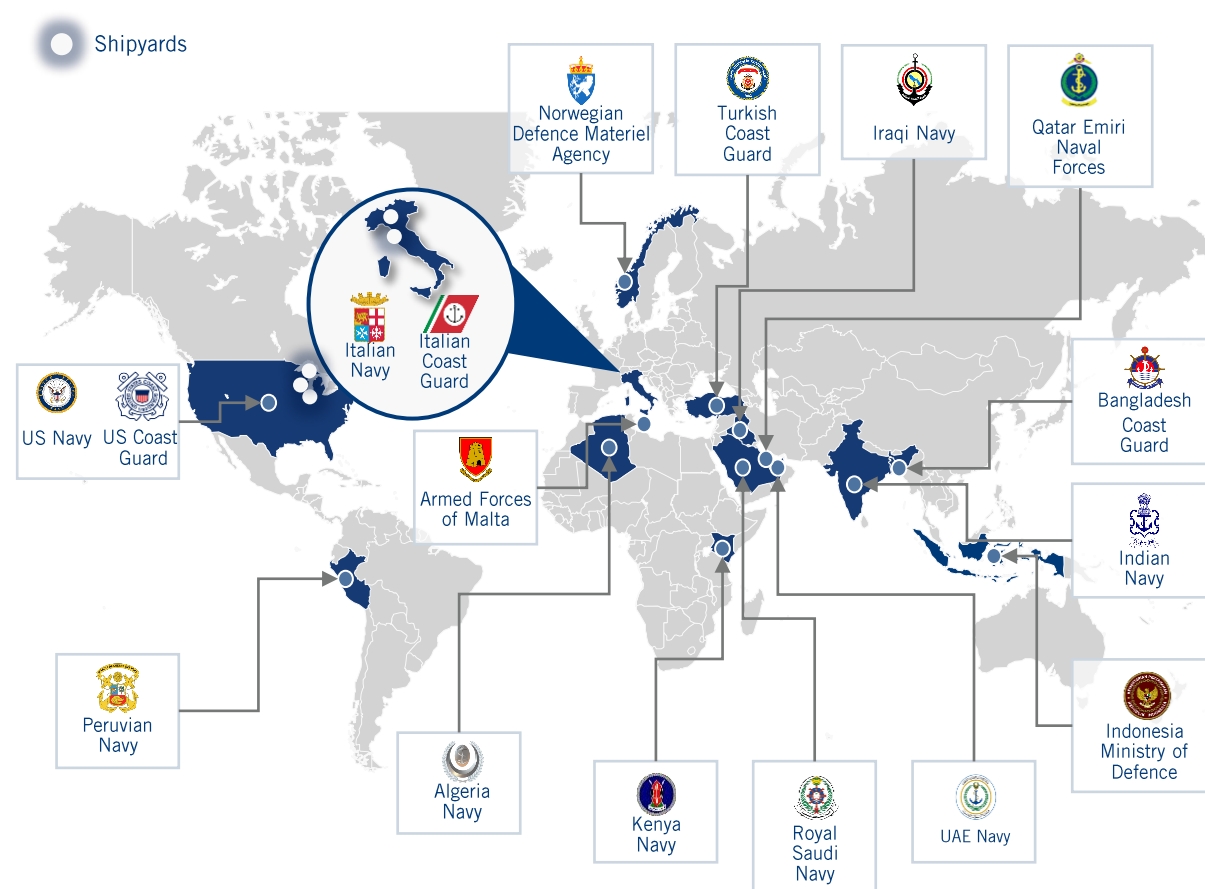 Shipyards
Norwegian
Defence Materiel
Agency
Turkish
Coast
Guard
Iraqi Navy
Qatar Emiri
Naval
Forces
Italian
Navy
Italian
Coast
Guard
US Navy
US Coast
Guard
Armed Forces
of Malta
Bangladesh
Coast
Guard
Indian
Navy
Peruvian
Navy
Algeria
Navy
Kenya
Navy
Royal
Saudi
Navy
UAE Navy
Indonesia
Ministry of
Defence